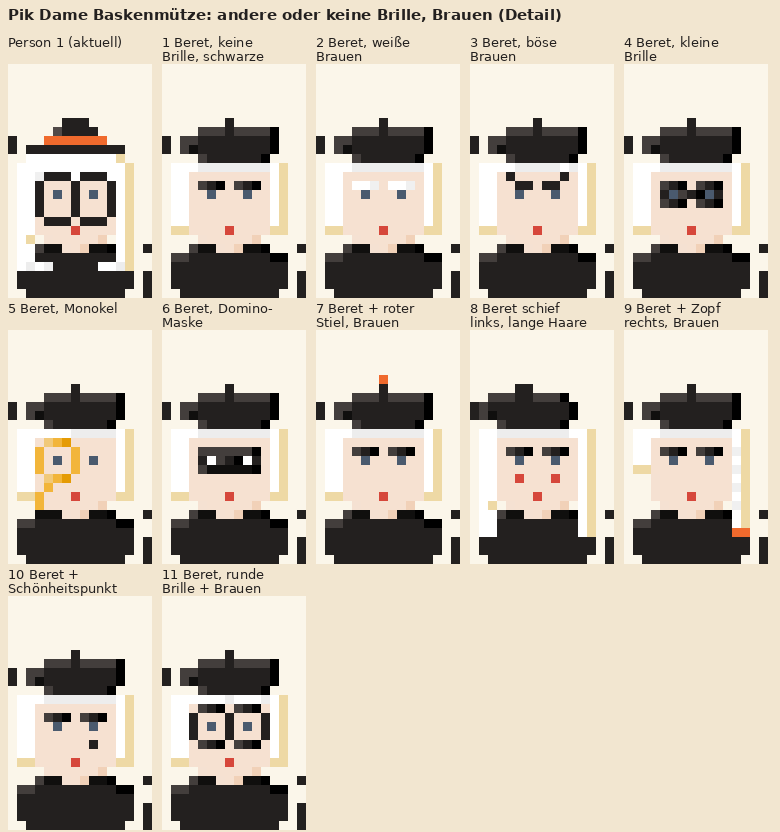 Pik Dame Baskenmütze: andere oder keine Brille, Brauen (Detail)
Person 1 (aktuell)
1 Beret, keine
Brille, schwarze
2 Beret, weiße
Brauen
3 Beret, böse
Brauen
4 Beret, kleine
Brille
5 Beret, Monokel
6 Beret, Domino-
Maske
7 Beret + roter
Stiel, Brauen
8 Beret schief
links, lange Haare
9 Beret + Zopf
rechts, Brauen
10 Beret +
Schönheitspunkt
11 Beret, runde
Brille + Brauen